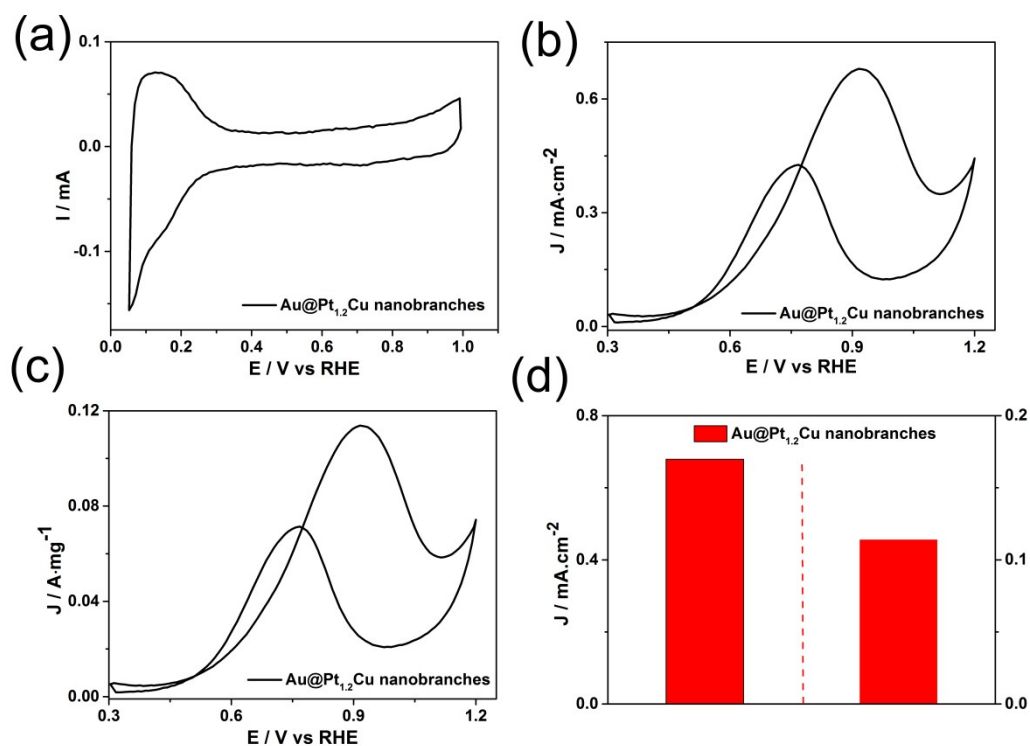 (a)
0.1
0.0
-0.1
I / mA
Au@Pt1.2Cu nanobranches
0.0 0.2 0.4 0.6 0.8 1.0
E / V vs RHE
(b)
0.6
0.3
0.0
J / mA·cm-2
Au@Pt1.2Cu nanobranches
0.3 0.6 0.9 1.2
E / V vs RHE
(c)
0.12
0.08
0.04
0.00
J / A·mg-1
Au@Pt1.2Cu nanobranches
0.3 0.6 0.9 1.2
E / V vs RHE
(d)
0.8
0.4
0.0
J / mA.cm-2
Au@Pt1.2Cu nanobranches
0.2
0.1
0.0